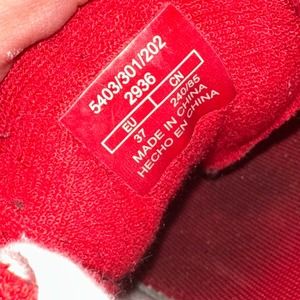 5403/301/202
2936
EU CN
37 240/85
MADE IN CHINA
HECHO EN CHINA